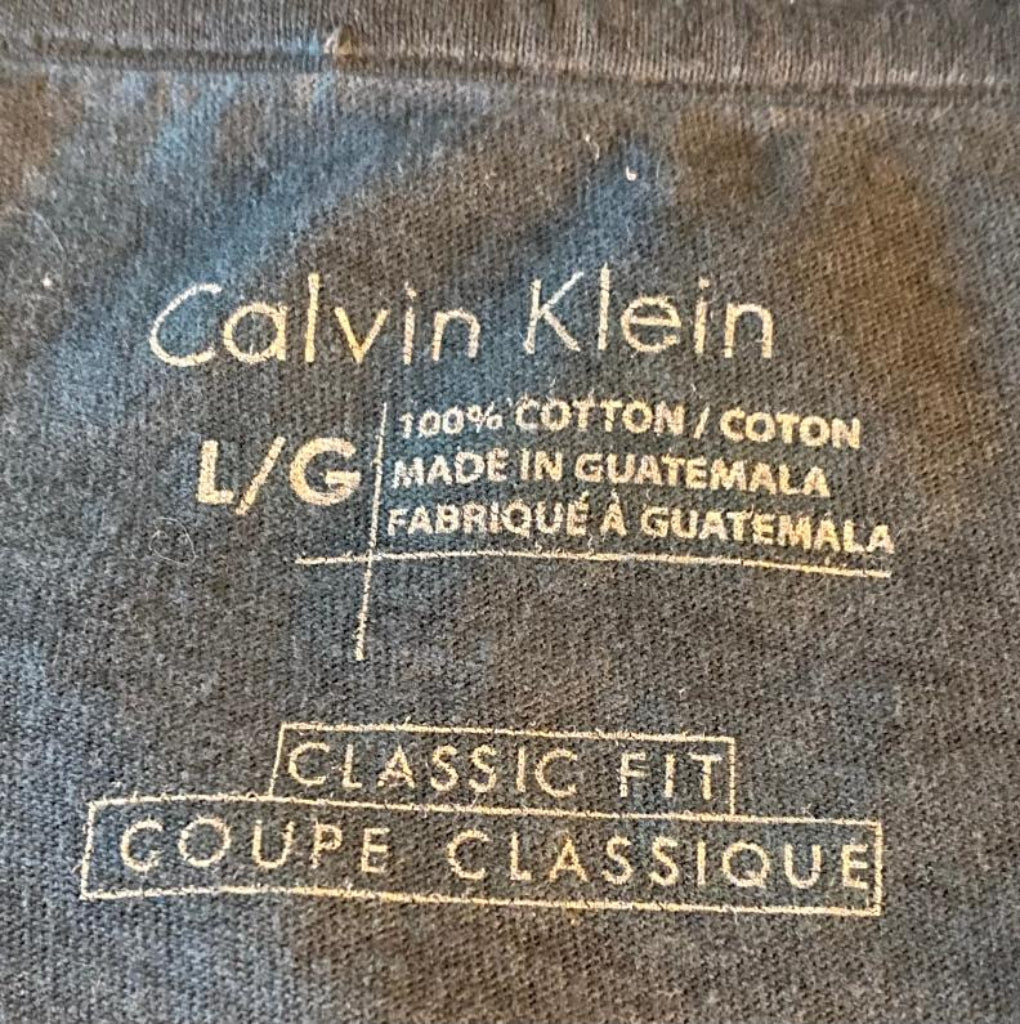 Calvin Klein
L/G
100% COTTON / COTON
MADE IN GUATEMALA
FABRIQUÉ À GUATEMALA
CLASSIC FIT
COUPE CLASSIQUE